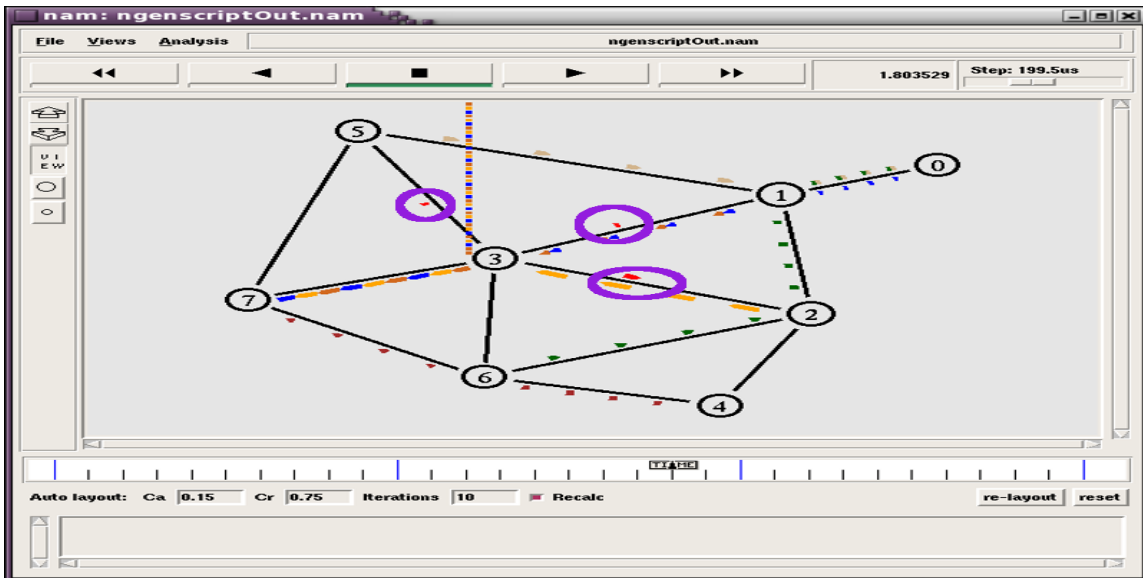 nam: ngenscriptOut.nam
File Views Analysis ngenscriptOut.nam
1.803529 Step: 199.5us
V I
E W
5
0
1
3
7
2
6
4
TIME
Auto layout: Ca 0.15 Cr 0.75 Iterations 10 Recalc re-layout reset